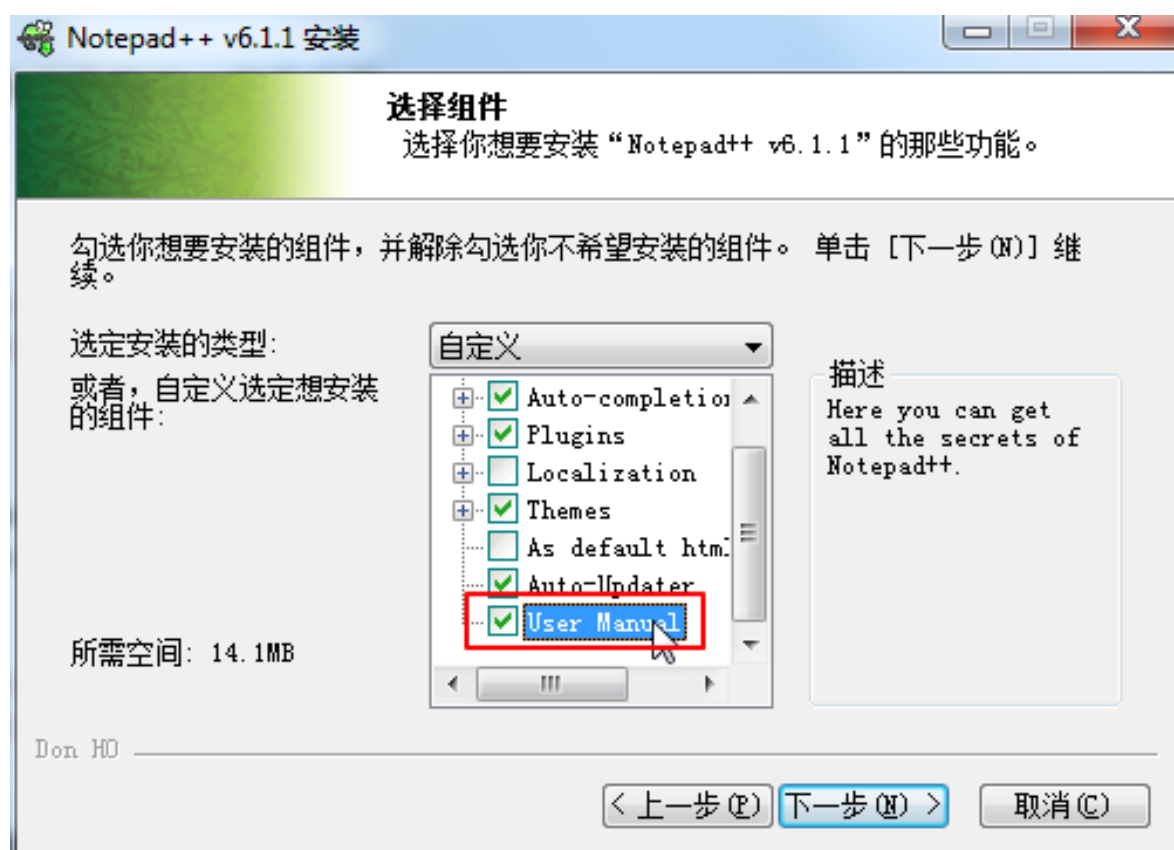 Notepad++ v6.1.1 安装
选择组件
选择你想要安装“Notepad++ v6.1.1”的那些功能。
勾选你想要安装的组件，并解除勾选你不希望安装的组件。 单击 [下一步(N)] 继
续。
选定安装的类型:
自定义
或者，自定义选定想安装
的组件:
Auto-completion
Plugins
Localization
Themes
As default html
Auto-Updater
User Manual
描述
Here you can get
all the secrets of
Notepad++.
所需空间: 14.1MB
Don HO
< 上一步(P)
下一步(N) >
取消(C)